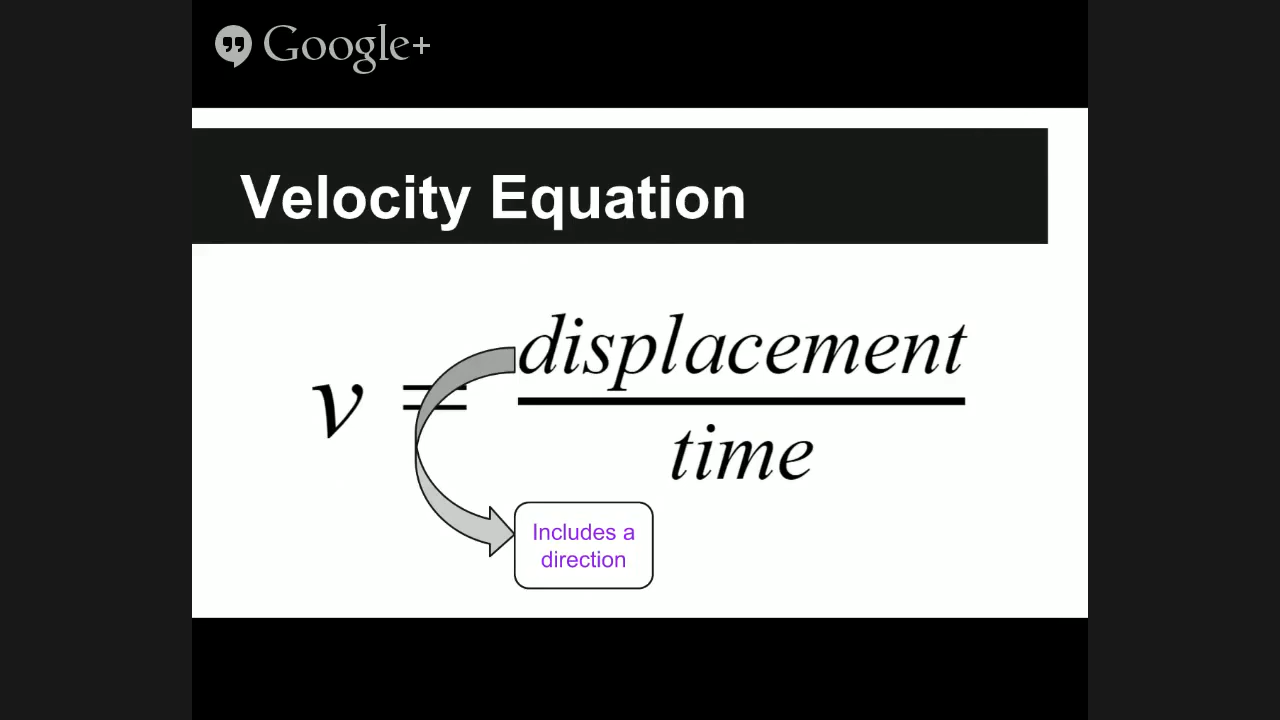 Google+
Velocity Equation
v = displacement
time
Includes a
direction